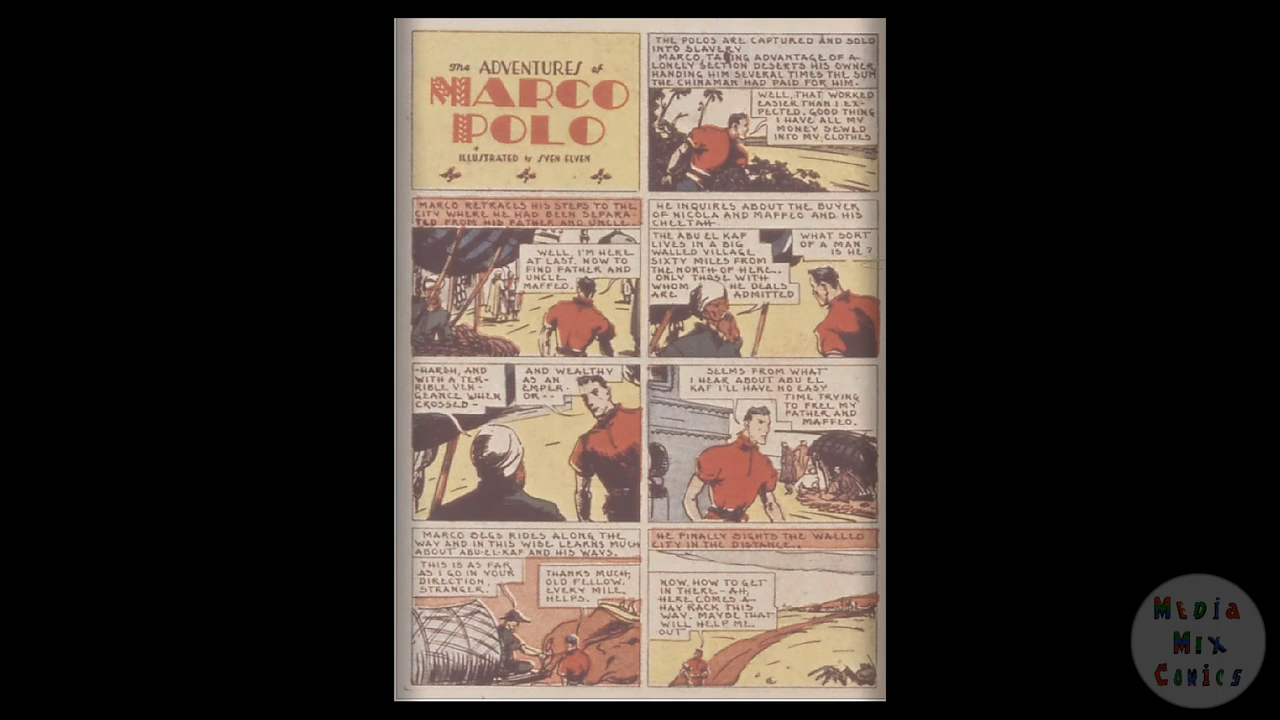 The ADVENTURES of
MARCO
POLO
ILLUSTRATED by SVEN ELVEN
THE POLOS ARE CAPTURED AND SOLD
INTO SLAVERY
MARCO, TAKING ADVANTAGE OF A
LONELY SECTION DESERTS HIS OWNER,
HANDING HIM SEVERAL TIMES THE SUM
THE CHINAMAN HAD PAID FOR HIM.
WELL, THAT WORKED
EASIER THAN I EX-
PECTED. GOOD THING
I HAVE ALL MY
MONEY SEWED
INTO MY CLOTHES
MARCO RETRACES HIS STEPS TO THE
CITY WHERE HE HAD BEEN SEPARA-
TED FROM HIS FATHER AND UNCLE.
WELL, I'M HERE
AT LAST. NOW TO
FIND FATHER AND
UNCLE
MAFFEO.
HE INQUIRES ABOUT THE BUYER
OF NICOLA AND MAFFEO AND HIS
CHEETAH.
THE ABU EL KAF
LIVES IN A BIG
WALLED VILLAGE
SIXTY MILES FROM
THE NORTH OF HERE.
ONLY THOSE WITH
WHOM HE DEALS
ARE ADMITTED
WHAT SORT
OF A MAN
IS HE?
-HARSH, AND
WITH A TER-
RIBLE VEN-
GEANCE WHEN
CROSSED-
AND WEALTHY
AS AN
EMPER-
OR--
SEEMS FROM WHAT
I HEAR ABOUT ABU EL
KAF I'LL HAVE NO EASY
TIME TRYING
TO FREE MY
FATHER AND
MAFFEO.
MARCO BEGS RIDES ALONG THE
WAY AND IN THIS WISE LEARNS MUCH
ABOUT ABU-EL-KAF AND HIS WAYS.
THIS IS AS FAR
AS I GO IN YOUR
DIRECTION,
STRANGER.
THANKS MUCH,
OLD FELLOW.
EVERY MILE
HELPS.
HE FINALLY SIGHTS THE WALLED
CITY IN THE DISTANCE..
NOW, HOW TO GET
IN THERE-AH,
HERE COMES A
HAY RACK THIS
WAY. MAYBE THAT
WILL HELP ME
OUT
MEDiA
Mix
COMiCS